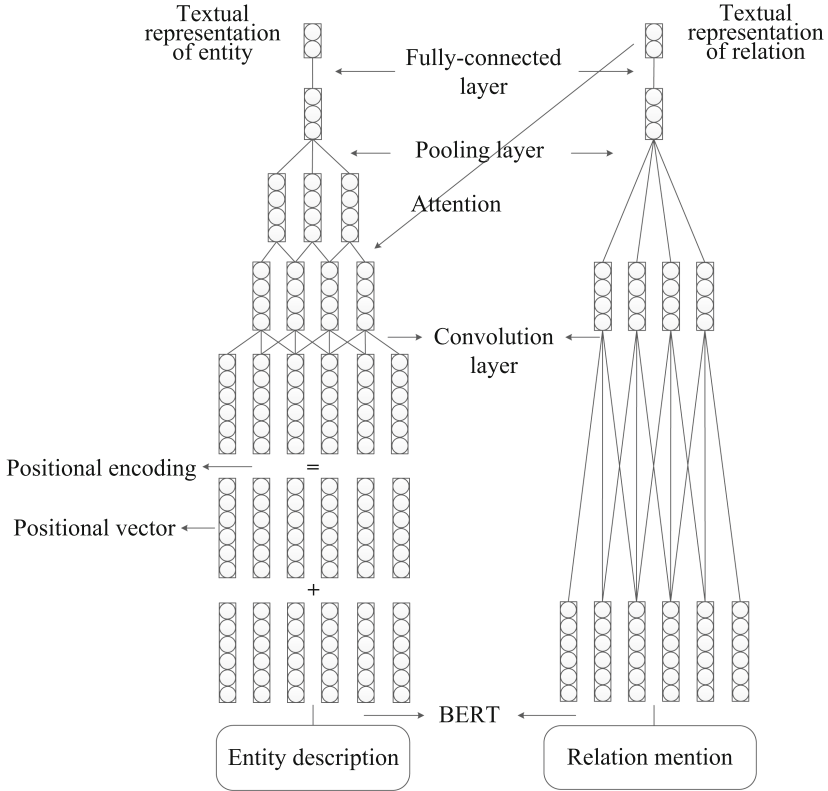 Textual
representation
of entity
Textual
representation
of relation
Fully-connected
layer
Pooling layer
Attention
Convolution
layer
Positional encoding
=
Positional vector
+
BERT
Entity description
Relation mention